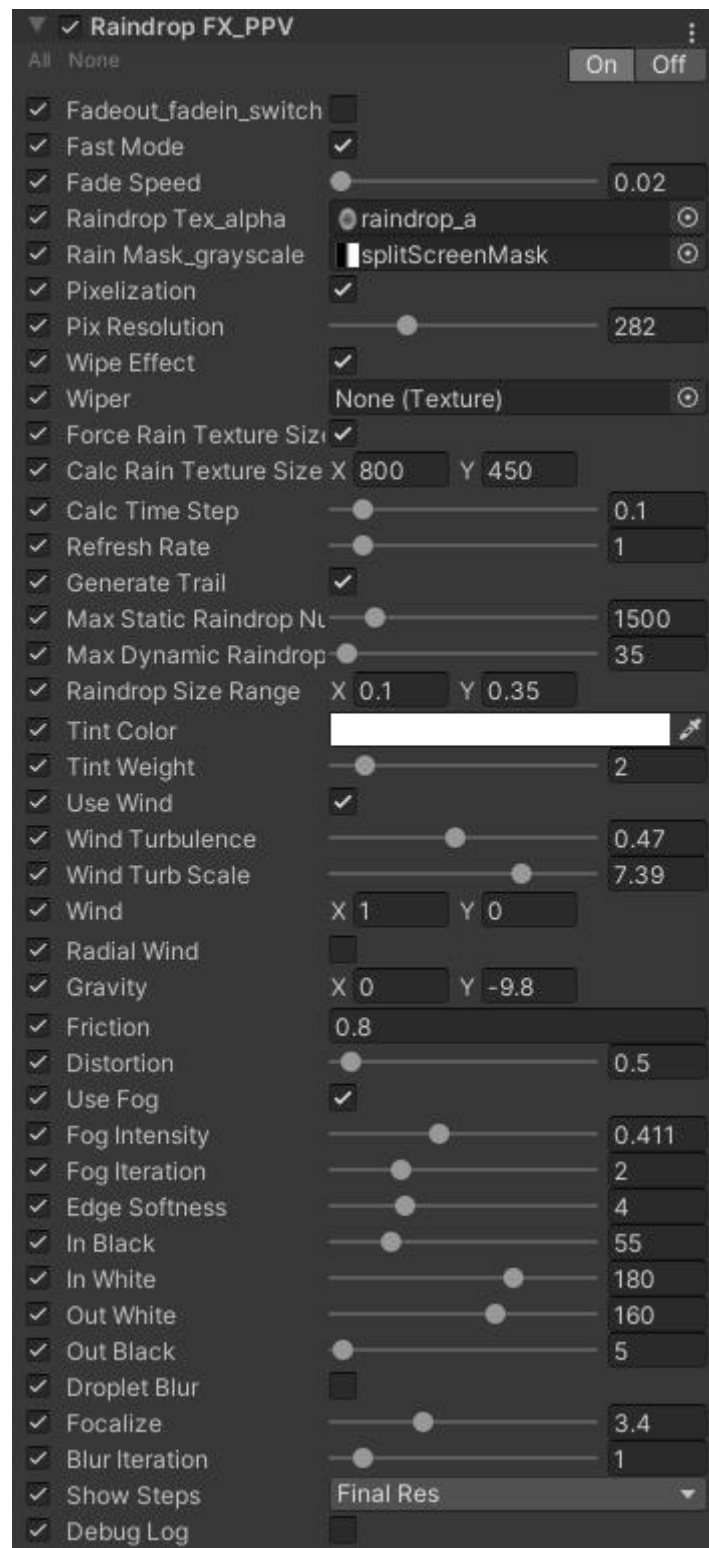 Raindrop FX_PPV
All None On Off
Fadeout_fadein_switch
Fast Mode
Fade Speed 0.02
Raindrop Tex_alpha raindrop_a
Rain Mask_grayscale splitScreenMask
Pixelization
Pix Resolution 282
Wipe Effect
Wiper None (Texture)
Force Rain Texture Siz
Calc Rain Texture Size X 800 Y 450
Calc Time Step 0.1
Refresh Rate 1
Generate Trail
Max Static Raindrop Nu 1500
Max Dynamic Raindrop 35
Raindrop Size Range X 0.1 Y 0.35
Tint Color
Tint Weight 2
Use Wind
Wind Turbulence 0.47
Wind Turb Scale 7.39
Wind X 1 Y 0
Radial Wind
Gravity X 0 Y -9.8
Friction 0.8
Distortion 0.5
Use Fog
Fog Intensity 0.411
Fog Iteration 2
Edge Softness 4
In Black 55
In White 180
Out White 160
Out Black 5
Droplet Blur
Focalize 3.4
Blur Iteration 1
Show Steps Final Res
Debug Log